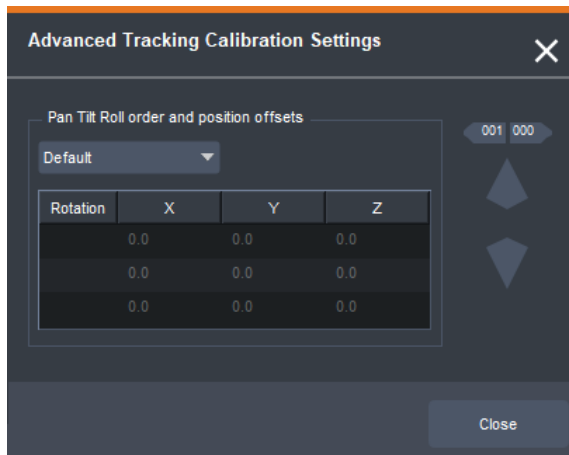 Advanced Tracking Calibration Settings
Pan Tilt Roll order and position offsets
001 000
Default
Rotation X Y Z
0.0 0.0 0.0
0.0 0.0 0.0
0.0 0.0 0.0
Close